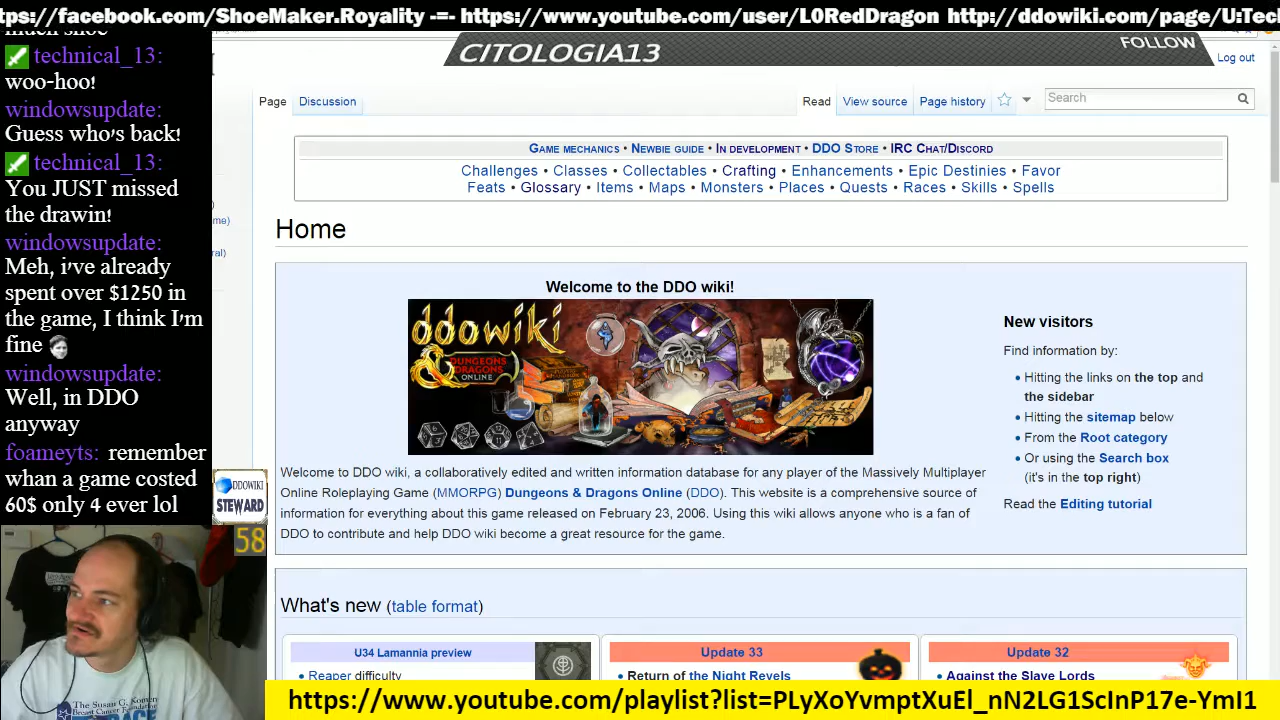 ttps://facebook.com/ShoeMaker.Royality -=- https://www.youtube.com/user/L0RedDragon http://ddowiki.com/page/U:Tech
technical_13:
woo-hoo!
windowsupdate:
Guess who's back!
technical_13:
You JUST missed
the drawin!
windowsupdate:
Meh, i've already
spent over $1250 in
the game, I think I'm
fine
windowsupdate:
Well, in DDO
anyway
foameyts: remember
whan a game costed
60$ only 4 ever lol
DDOWIKI
STEWARD
58
CITOLOGIA13
FOLLOW
Log out
Page Discussion
Read View source Page history
Search
Game mechanics • Newbie guide • In development • DDO Store • IRC Chat/Discord
Challenges • Classes • Collectables • Crafting • Enhancements • Epic Destinies • Favor
Feats • Glossary • Items • Maps • Monsters • Places • Quests • Races • Skills • Spells
Home
Welcome to the DDO wiki!
ddowiki
DUNGEONS
DRAGONS
ONLINE
Welcome to DDO wiki, a collaboratively edited and written information database for any player of the Massively Multiplayer
Online Roleplaying Game (MMORPG) Dungeons & Dragons Online (DDO). This website is a comprehensive source of
information for everything about this game released on February 23, 2006. Using this wiki allows anyone who is a fan of
DDO to contribute and help DDO wiki become a great resource for the game.
New visitors
Find information by:
• Hitting the links on the top and
the sidebar
• Hitting the sitemap below
• From the Root category
• Or using the Search box
(it's in the top right)
Read the Editing tutorial
What's new (table format)
U34 Lamannia preview
• Reaper difficulty
Update 33
• Return of the Night Revels
Update 32
• Against the Slave Lords
https://www.youtube.com/playlist?list=PLyXoYvmptXuEl_nN2LG1ScInP17e-YmI1